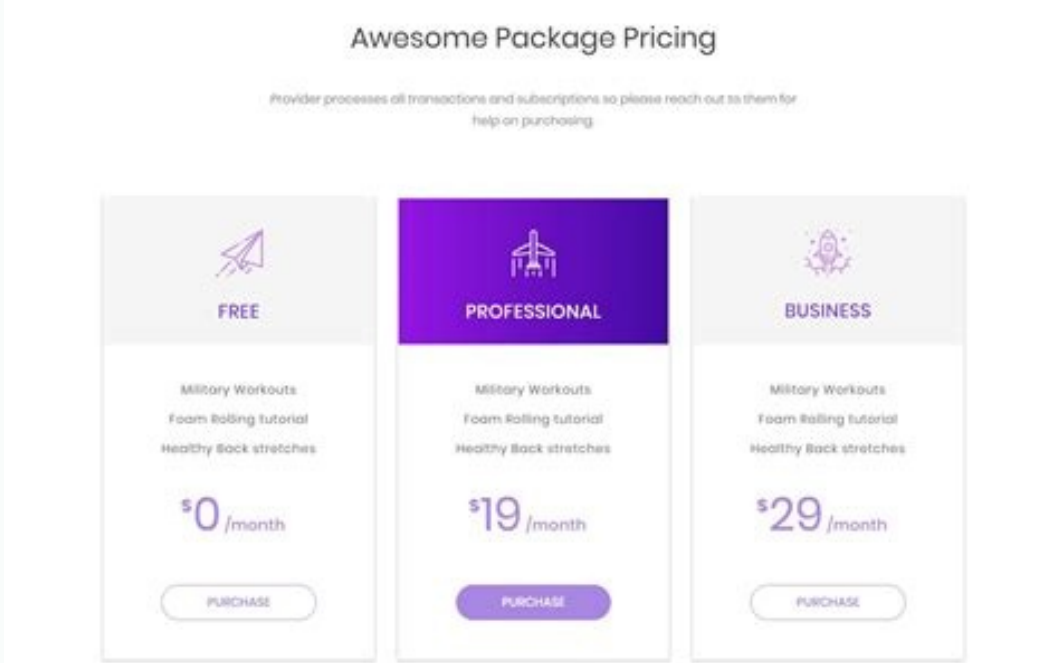 Awesome Package Pricing
Provider processes all transactions and subscriptions so please reach out to them for
help on purchasing.
FREE
Military Workouts
Foam Rolling tutorial
Healthy Back stretches
$0 /month
PURCHASE
PROFESSIONAL
Military Workouts
Foam Rolling tutorial
Healthy Back stretches
$19 /month
PURCHASE
BUSINESS
Military Workouts
Foam Rolling tutorial
Healthy Back stretches
$29 /month
PURCHASE